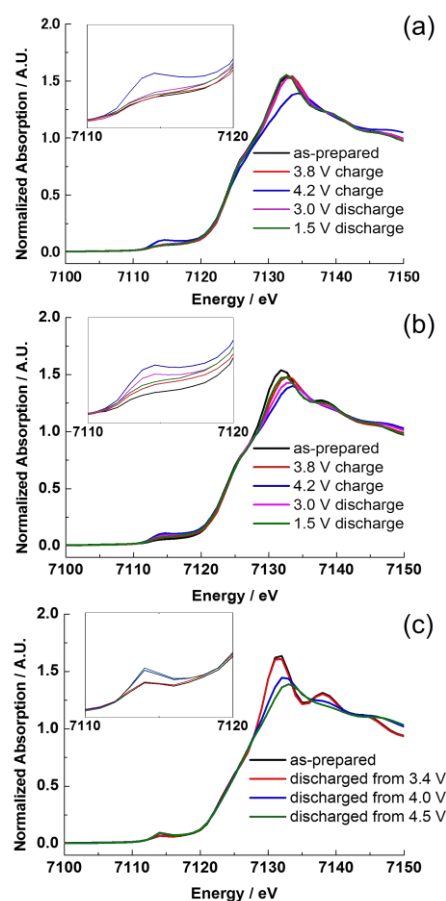 (a)
2.0
1.5
1.0
0.5
0.0
Normalized Absorption / A.U.
7110
7120
as-prepared
3.8 V charge
4.2 V charge
3.0 V discharge
1.5 V discharge
7100 7110 7120 7130 7140 7150
Energy / eV
(b)
2.0
1.5
1.0
0.5
0.0
Normalized Absorption / A.U.
7110
7120
as-prepared
3.8 V charge
4.2 V charge
3.0 V discharge
1.5 V discharge
7100 7110 7120 7130 7140 7150
Energy / eV
(c)
2.0
1.5
1.0
0.5
0.0
Normalized Absorption / A.U.
7110
7120
as-prepared
discharged from 3.4 V
discharged from 4.0 V
discharged from 4.5 V
7100 7110 7120 7130 7140 7150
Energy / eV